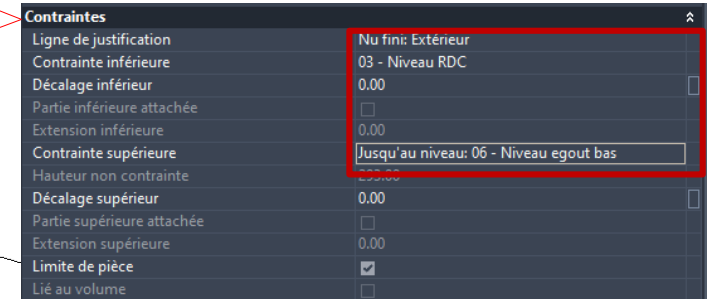 Contraintes
Ligne de justification Nu fini: Extérieur
Contrainte inférieure 03 - Niveau RDC
Décalage inférieur 0.00
Partie inférieure attachée
Extension inférieure 0.00
Contrainte supérieure Jusqu'au niveau: 06 - Niveau egout bas
Hauteur non contrainte 293.00
Décalage supérieur 0.00
Partie supérieure attachée
Extension supérieure 0.00
Limite de pièce
Lié au volume